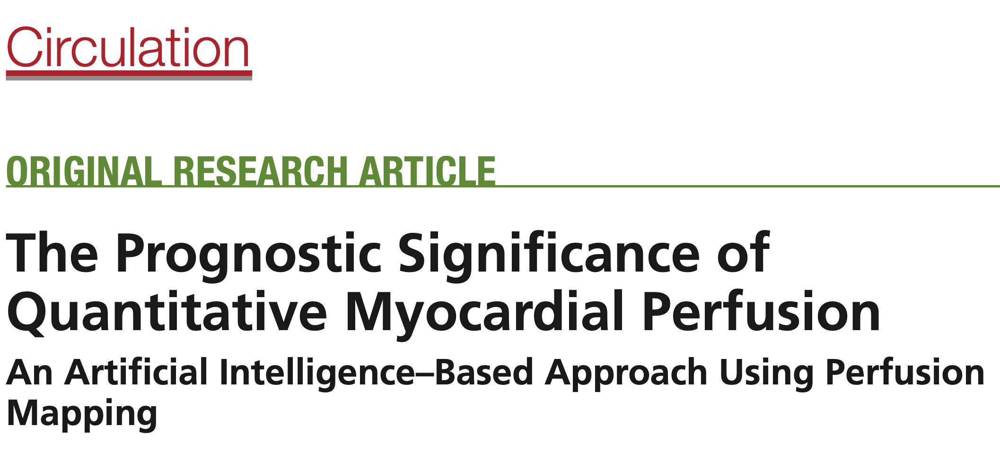 Circulation
ORIGINAL RESEARCH ARTICLE
The Prognostic Significance of
Quantitative Myocardial Perfusion
An Artificial Intelligence–Based Approach Using Perfusion
Mapping